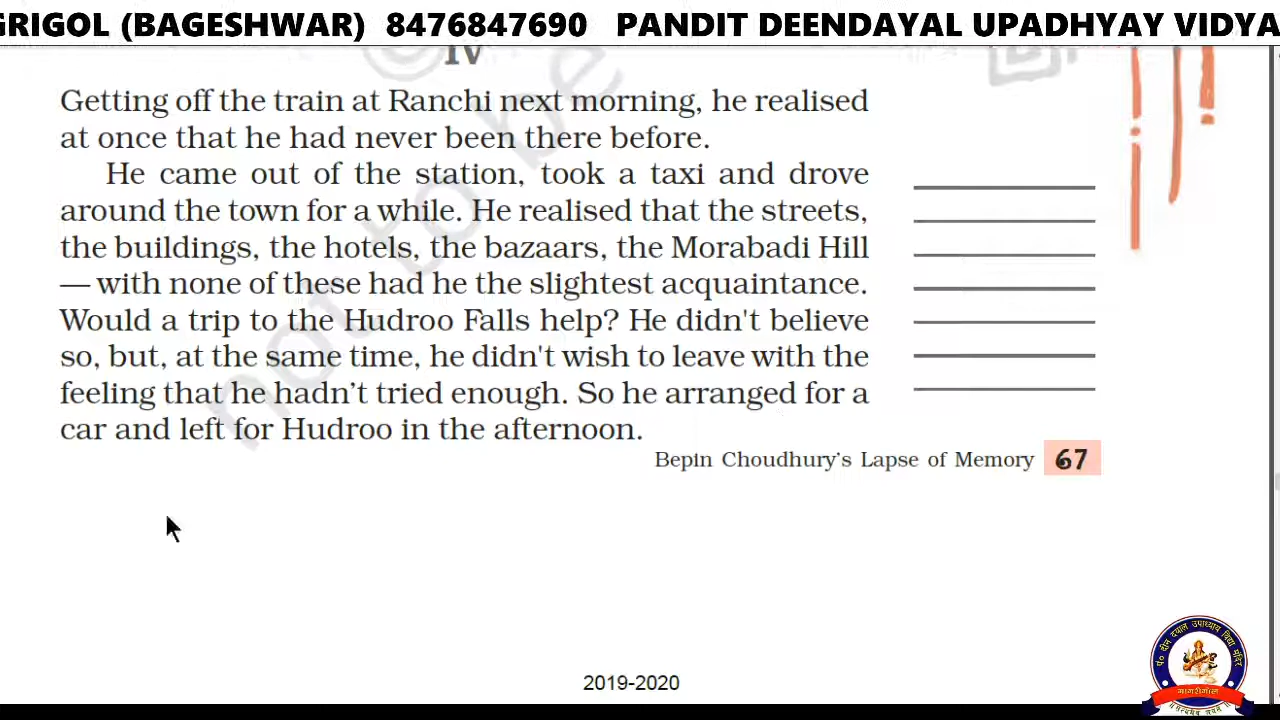 GRIGOL (BAGESHWAR) 8476847690 PANDIT DEENDAYAL UPADHYAY VIDYA
IV
Getting off the train at Ranchi next morning, he realised
at once that he had never been there before.
He came out of the station, took a taxi and drove
around the town for a while. He realised that the streets,
the buildings, the hotels, the bazaars, the Morabadi Hill
— with none of these had he the slightest acquaintance.
Would a trip to the Hudroo Falls help? He didn't believe
so, but, at the same time, he didn't wish to leave with the
feeling that he hadn’t tried enough. So he arranged for a
car and left for Hudroo in the afternoon.
Bepin Choudhury’s Lapse of Memory 67
not to be
2019-2020
पं० दीन दयाल उपाध्याय विद्या मंदिर